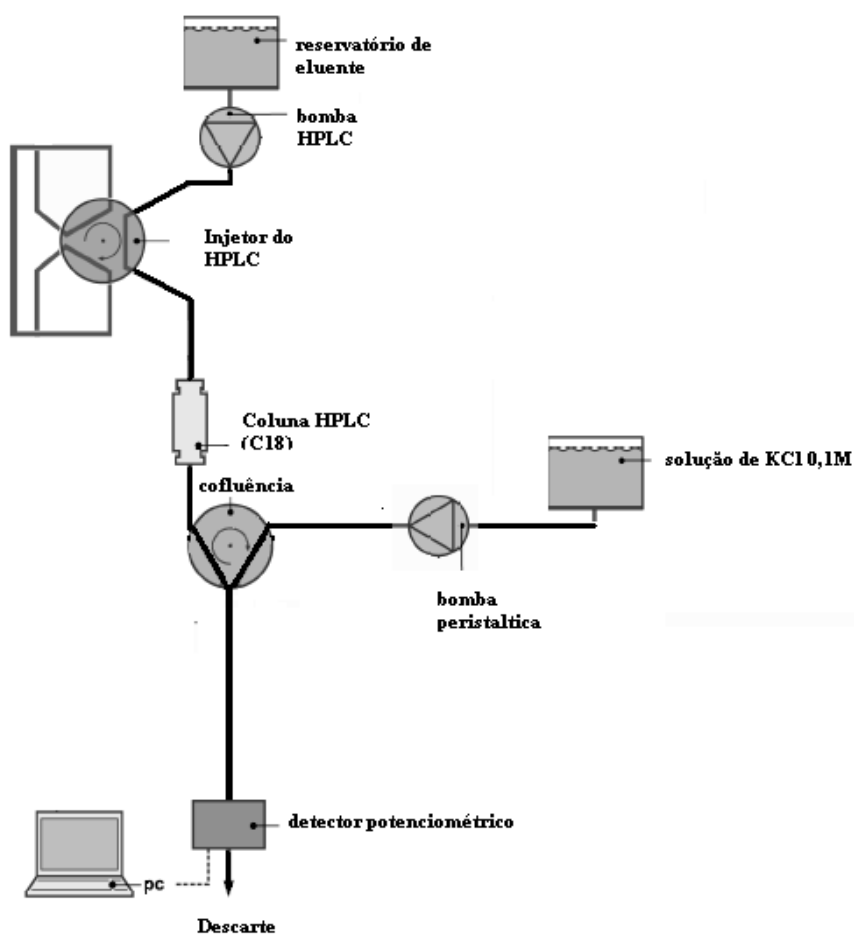 reservatório de
eluente
bomba
HPLC
Injetor do
HPLC
Coluna HPLC
(C18)
cofluência
solução de KCl 0,1M
bomba
peristaltica
detector potenciométrico
pc
Descarte